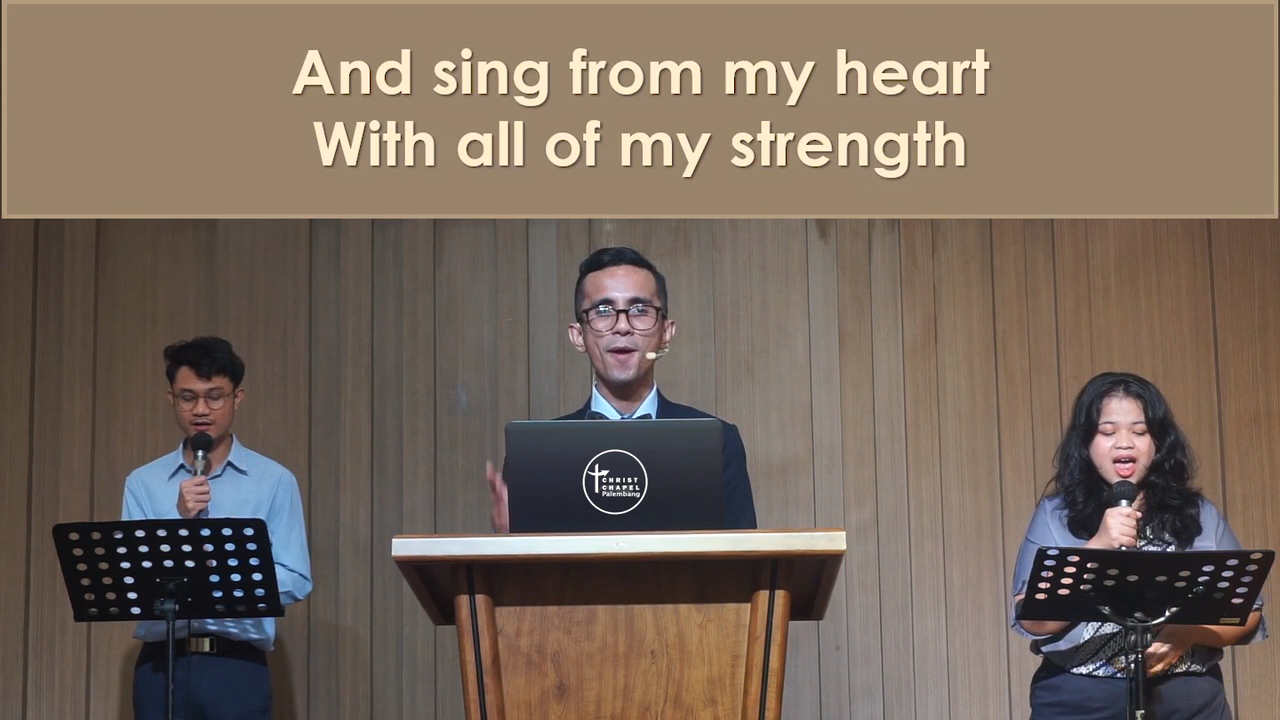 And sing from my heart
With all of my strength
CHRIST
CHAPEL
Palembang